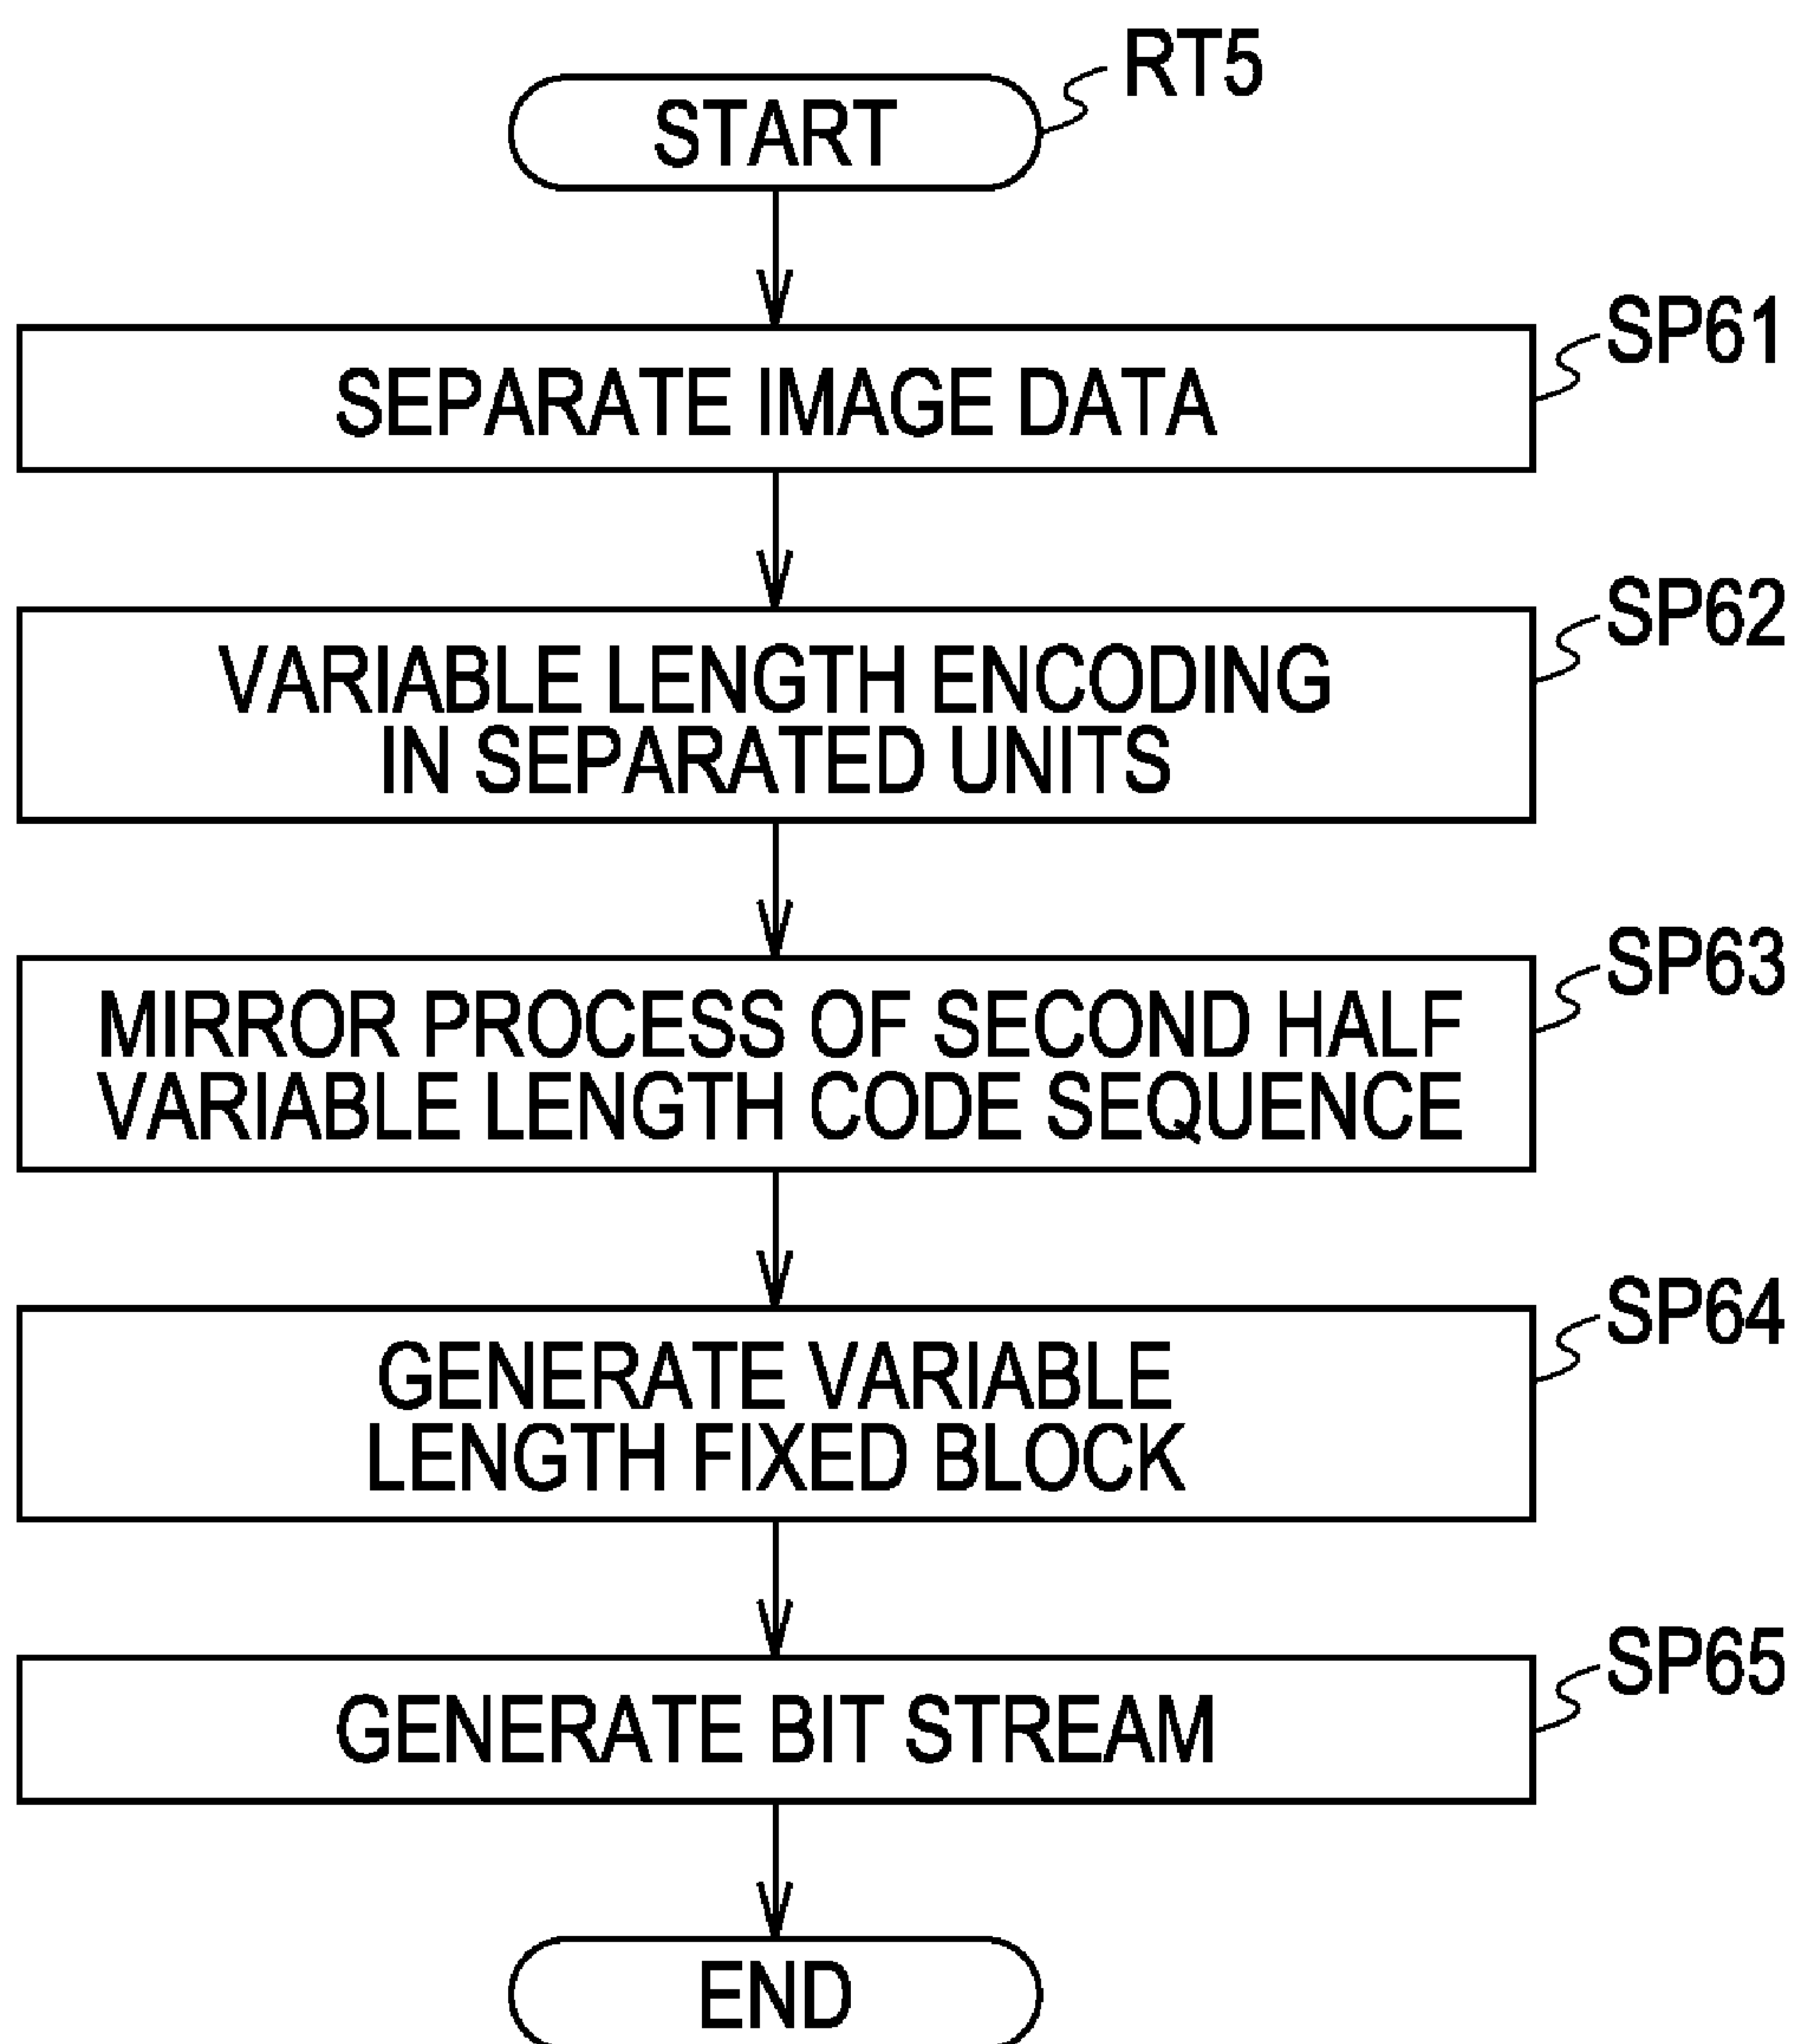 RT5
START
SP61
SEPARATE IMAGE DATA
SP62
VARIABLE LENGTH ENCODING
IN SEPARATED UNITS
SP63
MIRROR PROCESS OF SECOND HALF
VARIABLE LENGTH CODE SEQUENCE
SP64
GENERATE VARIABLE
LENGTH FIXED BLOCK
SP65
GENERATE BIT STREAM
END